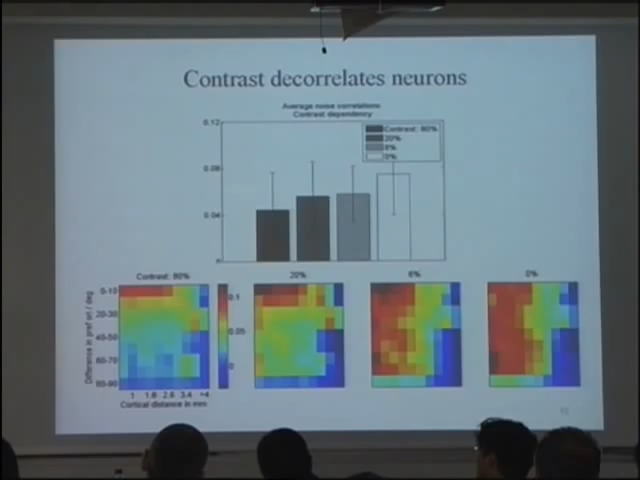 Contrast decorrelates neurons
Average noise correlations
Contrast dependency
0.12
0.08
0.04
0
Contrast: 80%
20%
6%
0%
Contrast: 80%
20%
6%
0%
Difference in pref ori / deg
0-10
20-30
40-50
60-70
80-90
0.1
0.05
0
1 1.8 2.6 3.4 >4
Cortical distance in mm